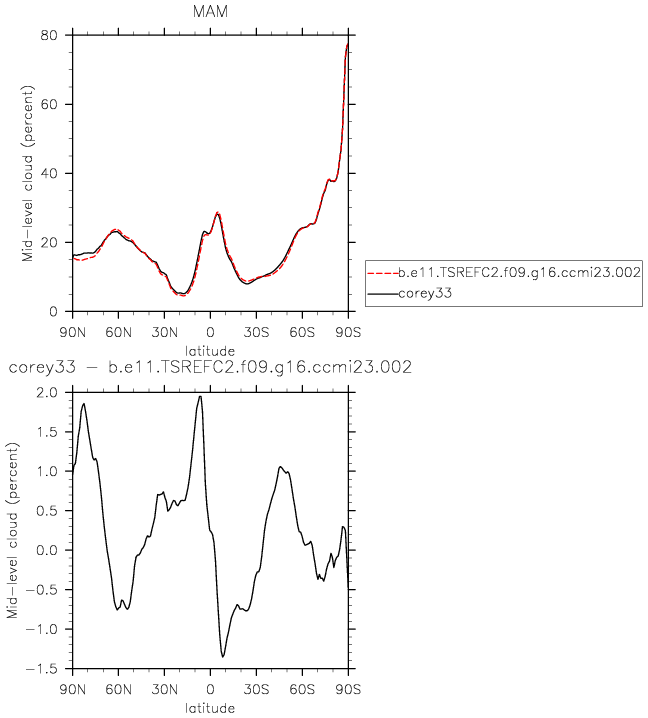 MAM
80
60
40
20
0
Mid-level cloud (percent)
90N 60N 30N 0 30S 60S 90S
latitude
b.e11.TSREFC2.f09.g16.ccmi23.002
corey33
corey33 − b.e11.TSREFC2.f09.g16.ccmi23.002
2.0
1.5
1.0
0.5
0.0
−0.5
−1.0
−1.5
Mid-level cloud (percent)
90N 60N 30N 0 30S 60S 90S
latitude